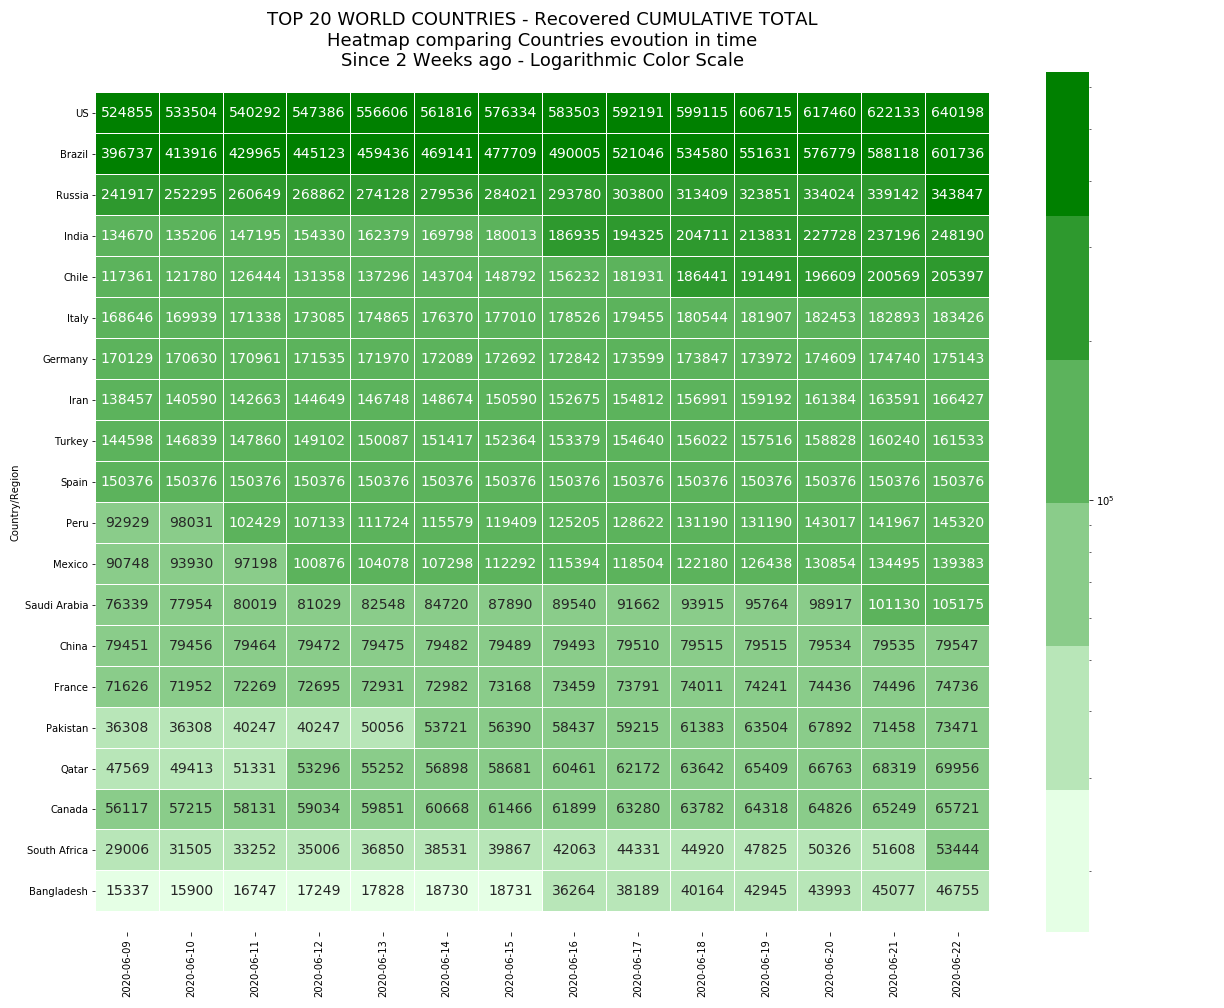 TOP 20 WORLD COUNTRIES - Recovered CUMULATIVE TOTAL
Heatmap comparing Countries evoution in time
Since 2 Weeks ago - Logarithmic Color Scale
Country/Region
US 524855 533504 540292 547386 556606 561816 576334 583503 592191 599115 606715 617460 622133 640198
Brazil 396737 413916 429965 445123 459436 469141 477709 490005 521046 534580 551631 576779 588118 601736
Russia 241917 252295 260649 268862 274128 279536 284021 293780 303800 313409 323851 334024 339142 343847
India 134670 135206 147195 154330 162379 169798 180013 186935 194325 204711 213831 227728 237196 248190
Chile 117361 121780 126444 131358 137296 143704 148792 156232 181931 186441 191491 196609 200569 205397
Italy 168646 169939 171338 173085 174865 176370 177010 178526 179455 180544 181907 182453 182893 183426
Germany 170129 170630 170961 171535 171970 172089 172692 172842 173599 173847 173972 174609 174740 175143
Iran 138457 140590 142663 144649 146748 148674 150590 152675 154812 156991 159192 161384 163591 166427
Turkey 144598 146839 147860 149102 150087 151417 152364 153379 154640 156022 157516 158828 160240 161533
Spain 150376 150376 150376 150376 150376 150376 150376 150376 150376 150376 150376 150376 150376 150376
Peru 92929 98031 102429 107133 111724 115579 119409 125205 128622 131190 131190 143017 141967 145320
Mexico 90748 93930 97198 100876 104078 107298 112292 115394 118504 122180 126438 130854 134495 139383
Saudi Arabia 76339 77954 80019 81029 82548 84720 87890 89540 91662 93915 95764 98917 101130 105175
China 79451 79456 79464 79472 79475 79482 79489 79493 79510 79515 79515 79534 79535 79547
France 71626 71952 72269 72695 72931 72982 73168 73459 73791 74011 74241 74436 74496 74736
Pakistan 36308 36308 40247 40247 50056 53721 56390 58437 59215 61383 63504 67892 71458 73471
Qatar 47569 49413 51331 53296 55252 56898 58681 60461 62172 63642 65409 66763 68319 69956
Canada 56117 57215 58131 59034 59851 60668 61466 61899 63280 63782 64318 64826 65249 65721
South Africa 29006 31505 33252 35006 36850 38531 39867 42063 44331 44920 47825 50326 51608 53444
Bangladesh 15337 15900 16747 17249 17828 18730 18731 36264 38189 40164 42945 43993 45077 46755
2020-06-09 2020-06-10 2020-06-11 2020-06-12 2020-06-13 2020-06-14 2020-06-15 2020-06-16 2020-06-17 2020-06-18 2020-06-19 2020-06-20 2020-06-21 2020-06-22
10⁵